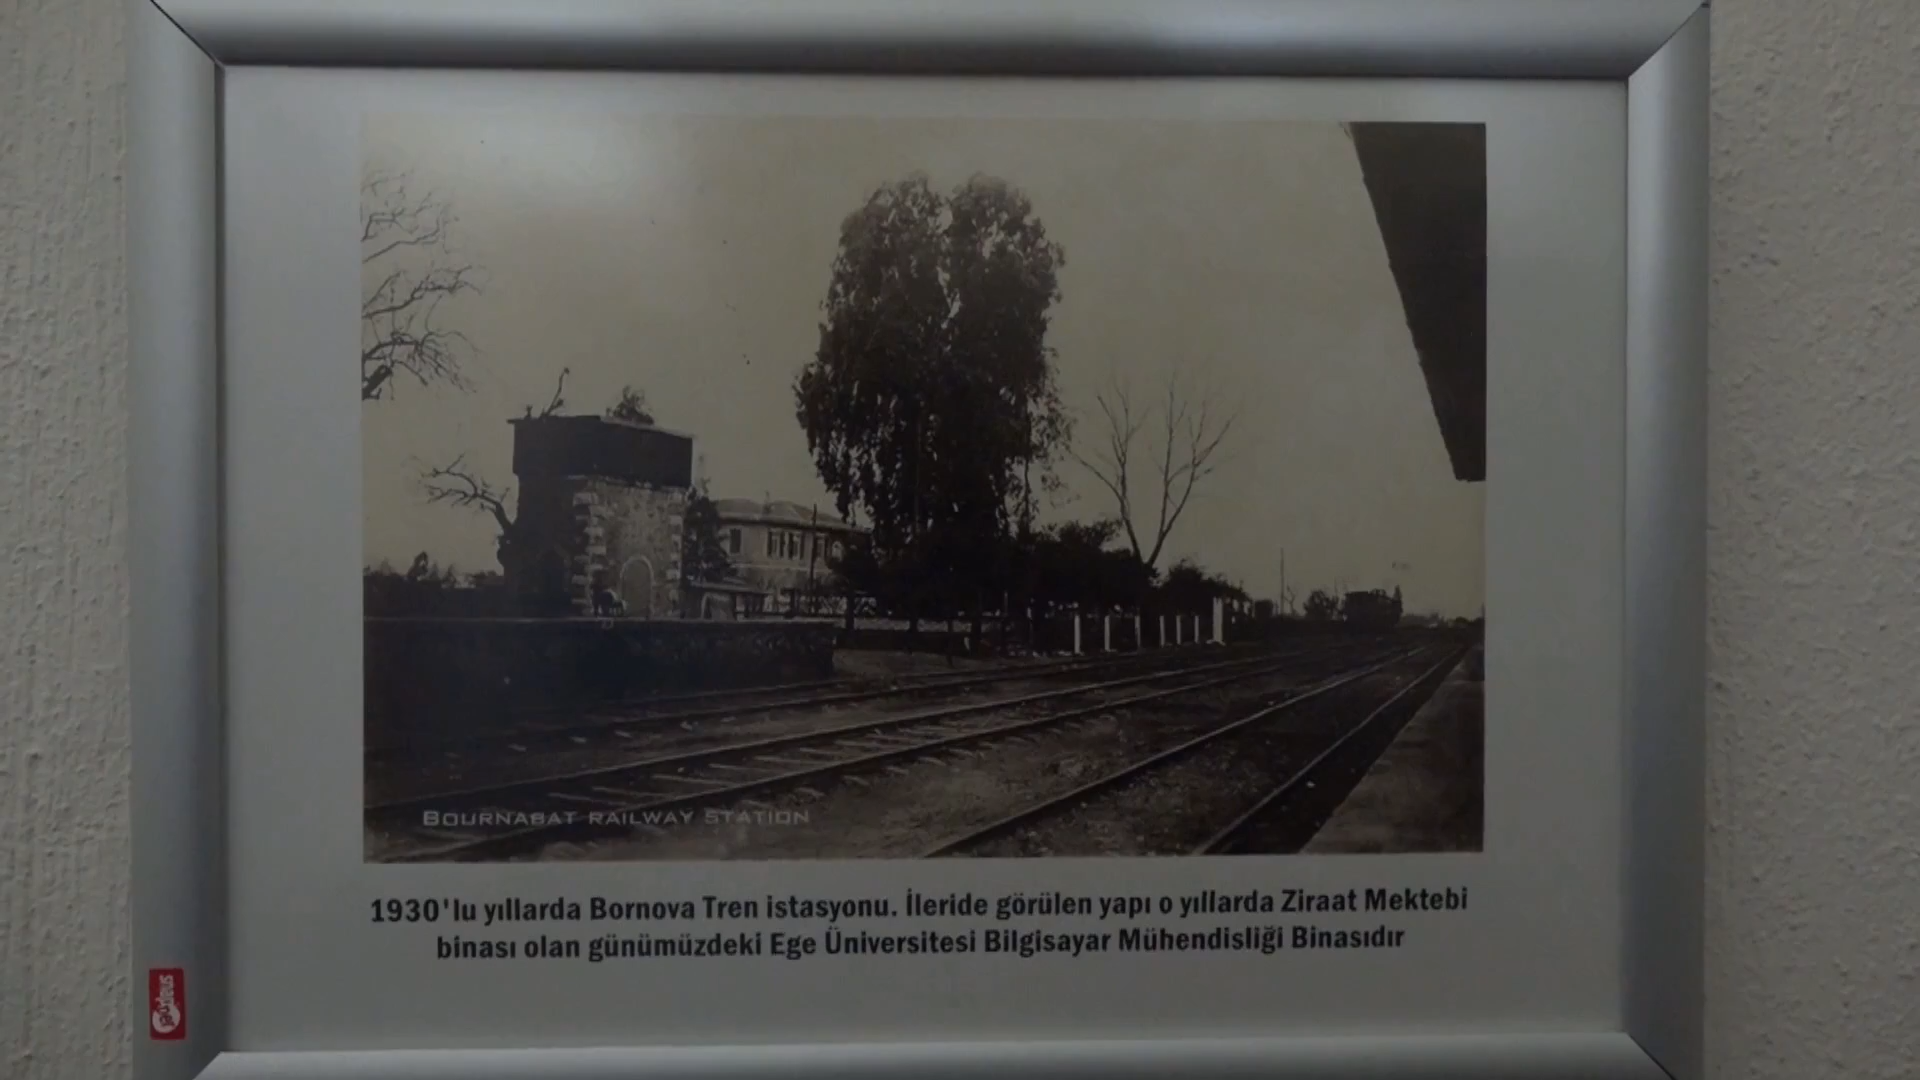 BOURNABAT RAILWAY STATION
1930'lu yıllarda Bornova Tren istasyonu. İleride görülen yapı o yıllarda Ziraat Mektebi
binası olan günümüzdeki Ege Üniversitesi Bilgisayar Mühendisliği Binasıdır